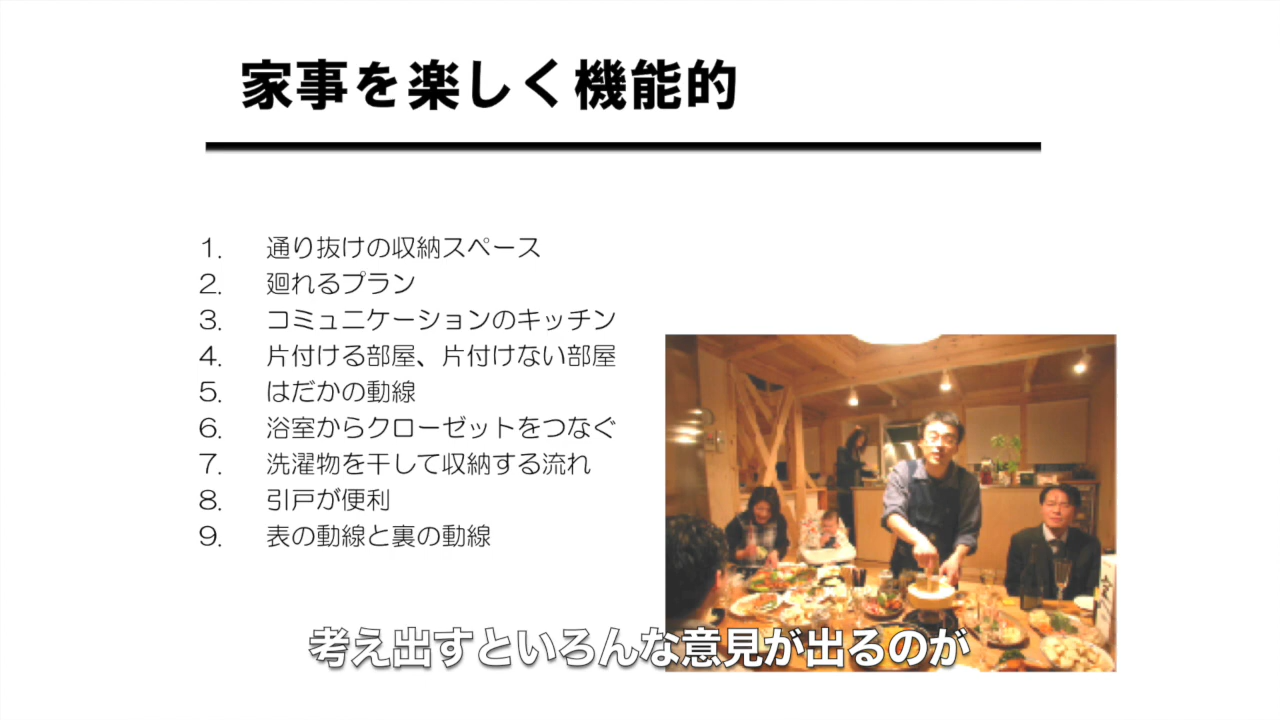 家事を楽しく機能的
1. 通り抜けの収納スペース
2. 廻れるプラン
3. コミュニケーションのキッチン
4. 片付ける部屋、片付けない部屋
5. はだかの動線
6. 浴室からクローゼットをつなぐ
7. 洗濯物を干して収納する流れ
8. 引戸が便利
9. 表の動線と裏の動線
考え出すといろんな意見が出るのが